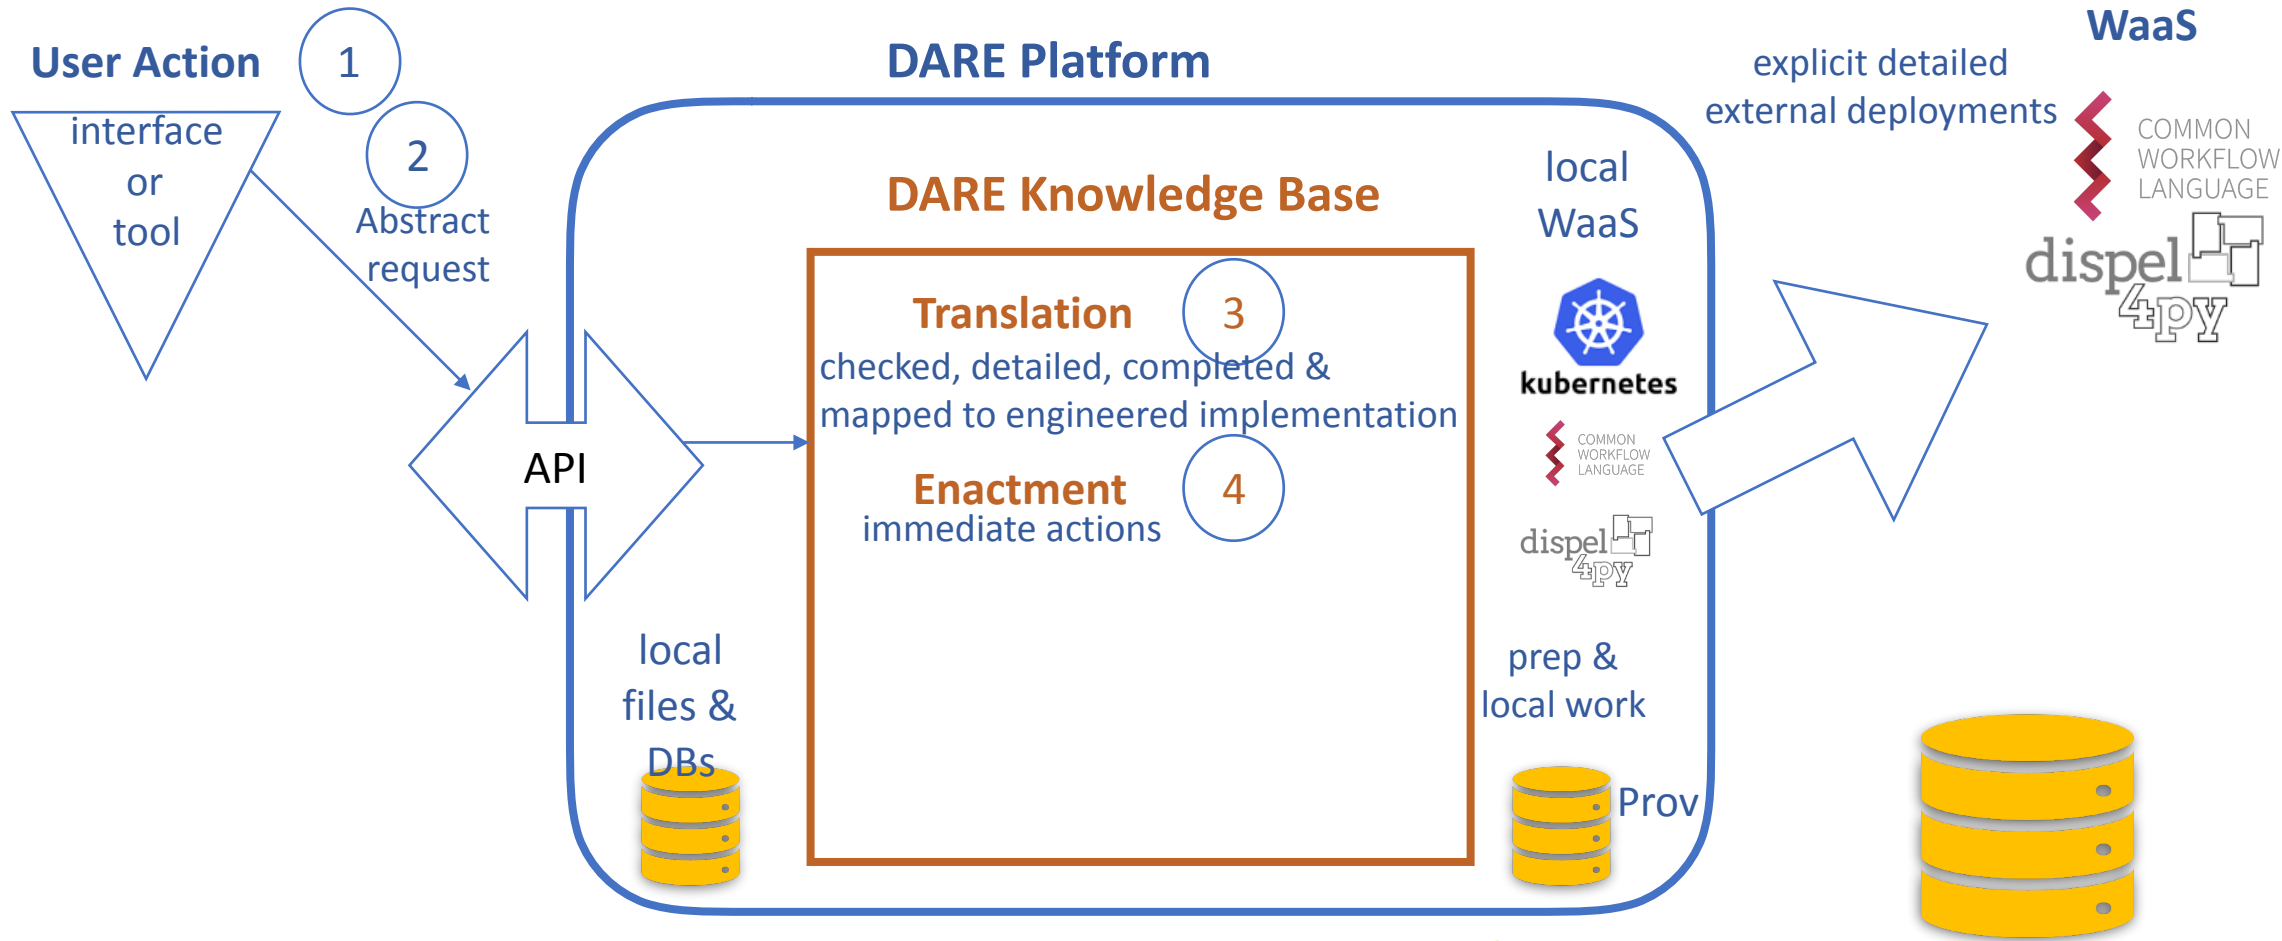 User Action
1
interface
or
tool
2
Abstract
request
API
DARE Platform
DARE Knowledge Base
Translation
3
checked, detailed, completed &
mapped to engineered implementation
Enactment
4
immediate actions
local
files &
DBs
local
WaaS
kubernetes
COMMON
WORKFLOW
LANGUAGE
dispel
4py
prep &
local work
Prov
WaaS
explicit detailed
external deployments
COMMON
WORKFLOW
LANGUAGE
dispel
4py